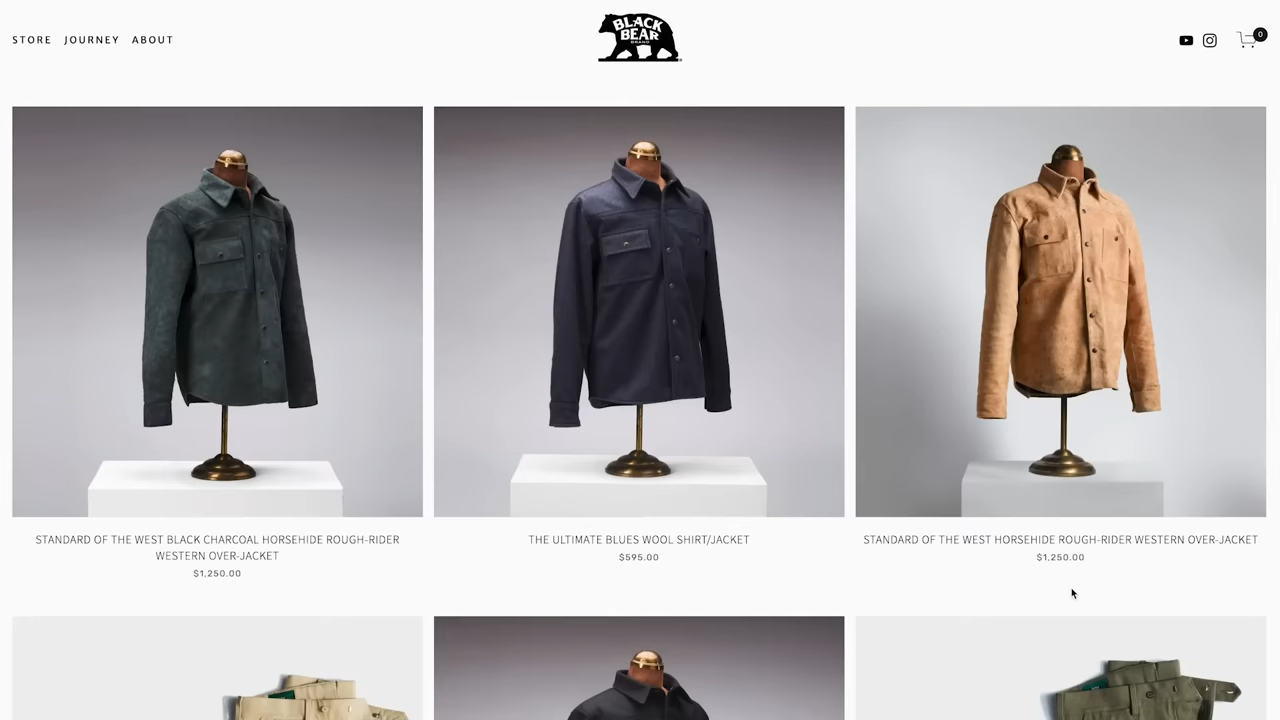 STORE JOURNEY ABOUT
BLACK
BEAR
BRAND
0
STANDARD OF THE WEST BLACK CHARCOAL HORSEHIDE ROUGH-RIDER
WESTERN OVER-JACKET
$1,250.00
THE ULTIMATE BLUES WOOL SHIRT/JACKET
$595.00
STANDARD OF THE WEST HORSEHIDE ROUGH-RIDER WESTERN OVER-JACKET
$1,250.00